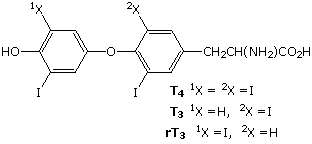 ¹X ²X
HO O CH₂CH(NH₂)CO₂H
I I
T₄ ¹X = ²X = I
T₃ ¹X = H, ²X = I
rT₃ ¹X = I, ²X = H